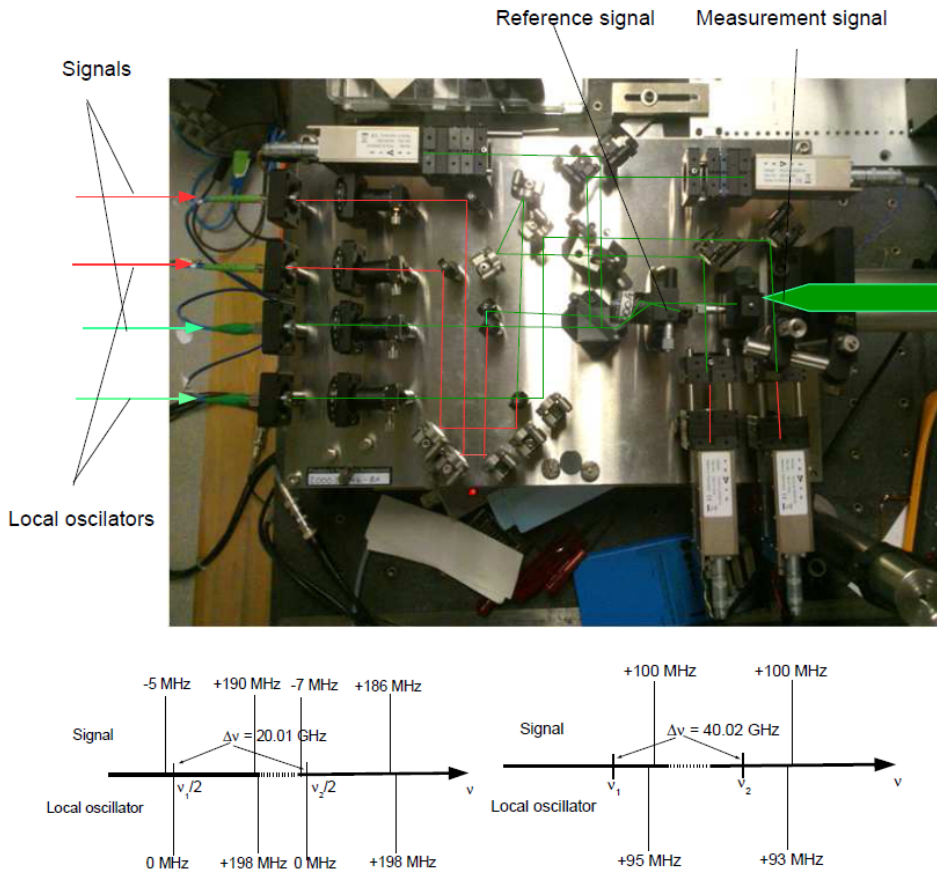 Reference signal
Measurement signal
Signals
Local oscilators
-5 MHz
+190 MHz
-7 MHz
+186 MHz
Signal
Δν = 20.01 GHz
ν1/2
ν2/2
ν
Local oscillator
0 MHz
+198 MHz
0 MHz
+198 MHz
+100 MHz
+100 MHz
Signal
Δν = 40.02 GHz
ν1
ν2
ν
Local oscillator
+95 MHz
+93 MHz